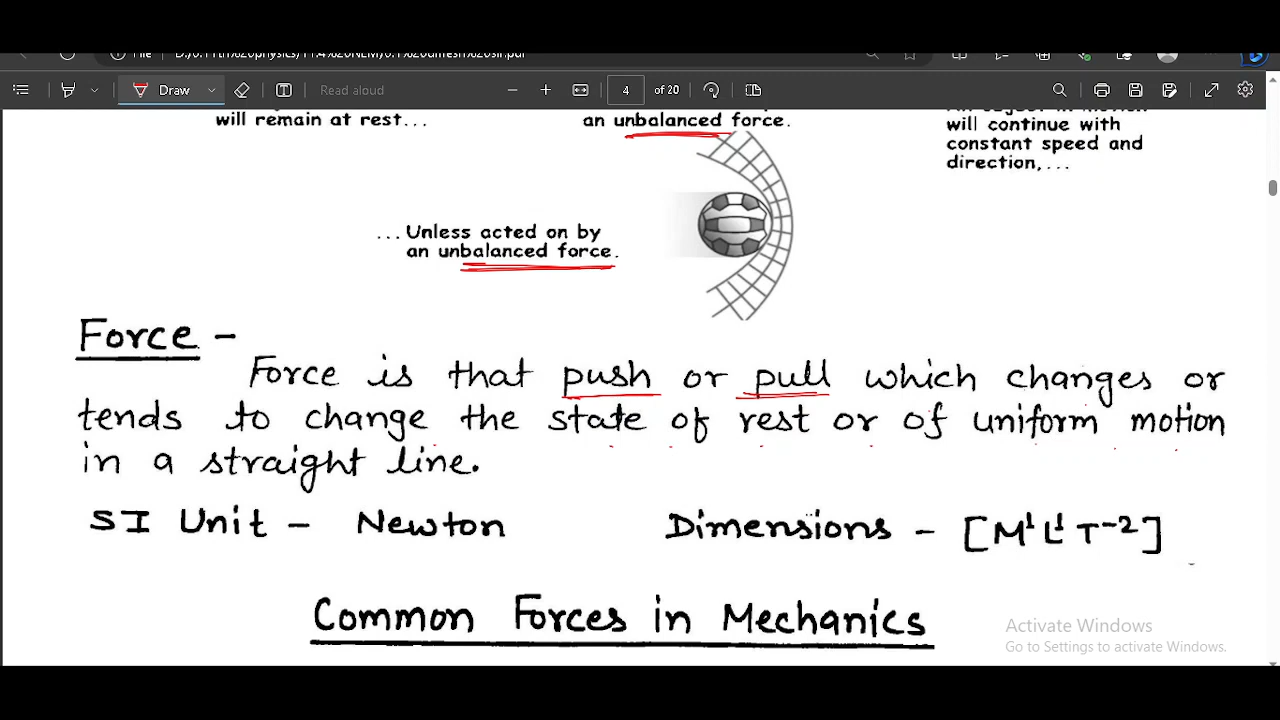 File
Draw
Read aloud
4 of 20
will remain at rest...
an unbalanced force.
will continue with
constant speed and
direction,...
... Unless acted on by
an unbalanced force.
Force -
Force is that push or pull which changes or
tends to change the state of rest or of uniform motion
in a straight line.
SI Unit - Newton
Dimensions - [M¹ L¹ T⁻²]
Common Forces in Mechanics
Activate Windows
Go to Settings to activate Windows.